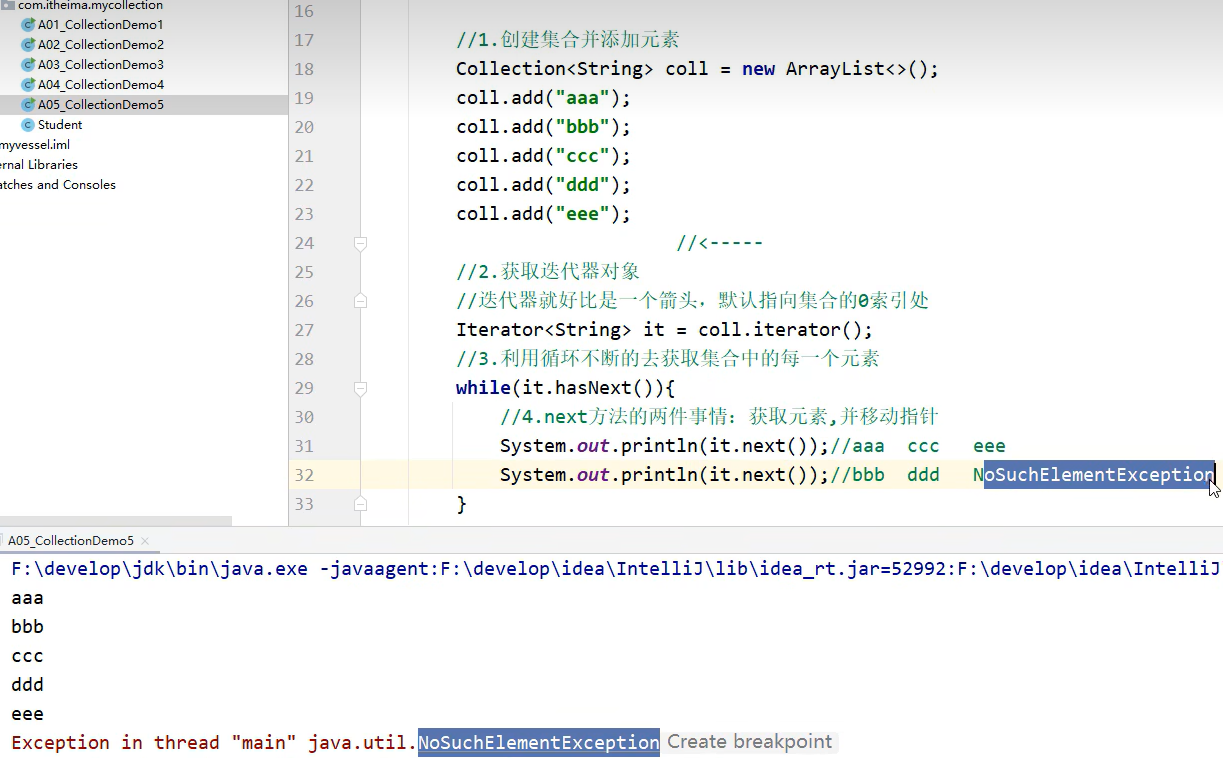 com.itheima.mycollection
A01_CollectionDemo1
A02_CollectionDemo2
A03_CollectionDemo3
A04_CollectionDemo4
A05_CollectionDemo5
Student
myvessel.iml
ernal Libraries
atches and Consoles
16
17 //1.创建集合并添加元素
18 Collection<String> coll = new ArrayList<>();
19 coll.add("aaa");
20 coll.add("bbb");
21 coll.add("ccc");
22 coll.add("ddd");
23 coll.add("eee");
24 //<-----
25 //2.获取迭代器对象
26 //迭代器就好比是一个箭头，默认指向集合的0索引处
27 Iterator<String> it = coll.iterator();
28 //3.利用循环不断的去获取集合中的每一个元素
29 while(it.hasNext()){
30 //4.next方法的两件事情：获取元素,并移动指针
31 System.out.println(it.next());//aaa ccc eee
32 System.out.println(it.next());//bbb ddd NoSuchElementException
33 }
A05_CollectionDemo5
F:\develop\jdk\bin\java.exe -javaagent:F:\develop\idea\IntelliJ\lib\idea_rt.jar=52992:F:\develop\idea\IntelliJ
aaa
bbb
ccc
ddd
eee
Exception in thread "main" java.util.NoSuchElementException Create breakpoint